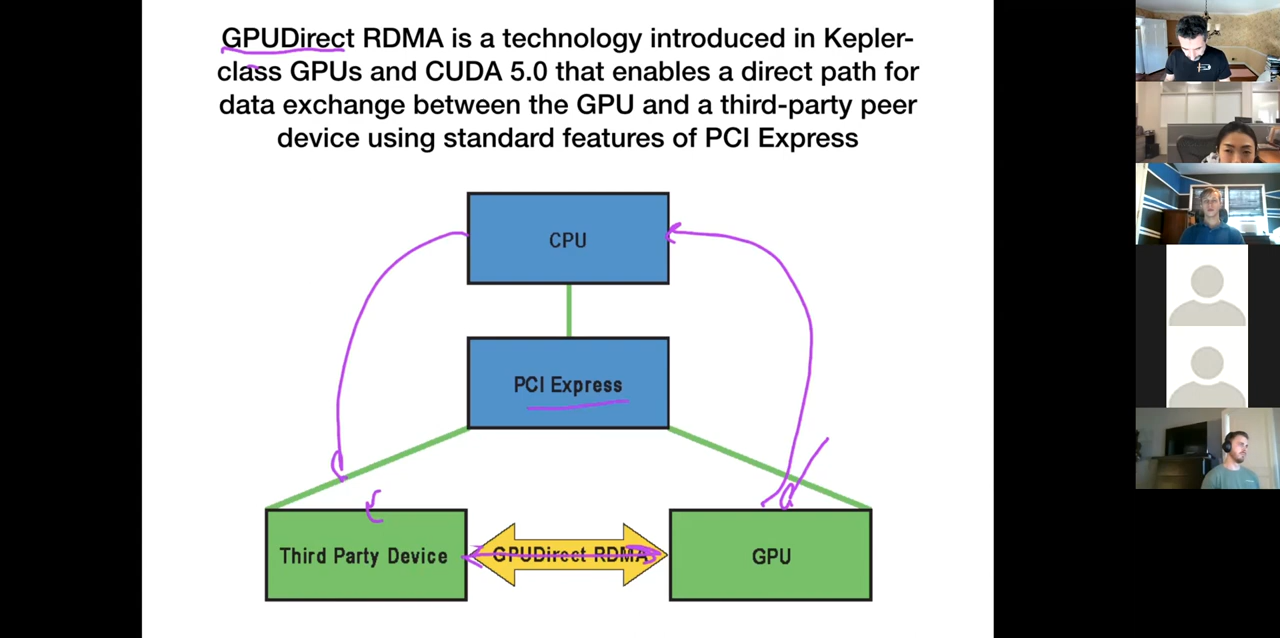 GPUDirect RDMA is a technology introduced in Kepler-
class GPUs and CUDA 5.0 that enables a direct path for
data exchange between the GPU and a third-party peer
device using standard features of PCI Express
CPU
PCI Express
Third Party Device
GPUDirect RDMA
GPU